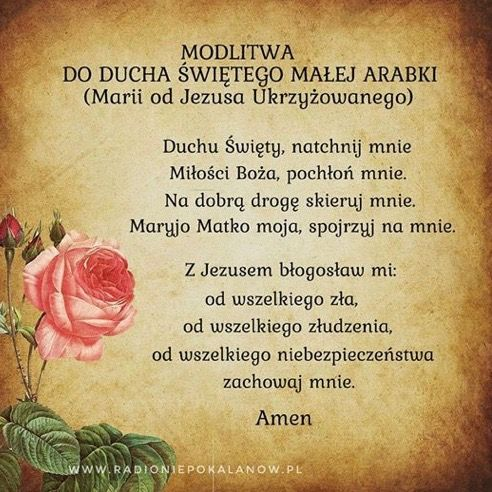 MODLITWA
DO DUCHA ŚWIĘTEGO MAŁEJ ARABKI
(Marii od Jezusa Ukrzyżowanego)
Duchu Święty, natchnij mnie
Miłości Boża, pochłoń mnie.
Na dobrą drogę skieruj mnie.
Maryjo Matko moja, spojrzyj na mnie.
Z Jezusem błogosław mi:
od wszelkiego zła,
od wszelkiego złudzenia,
od wszelkiego niebezpieczeństwa
zachowaj mnie.
Amen
WWW.RADIONIEPOKALANOW.PL